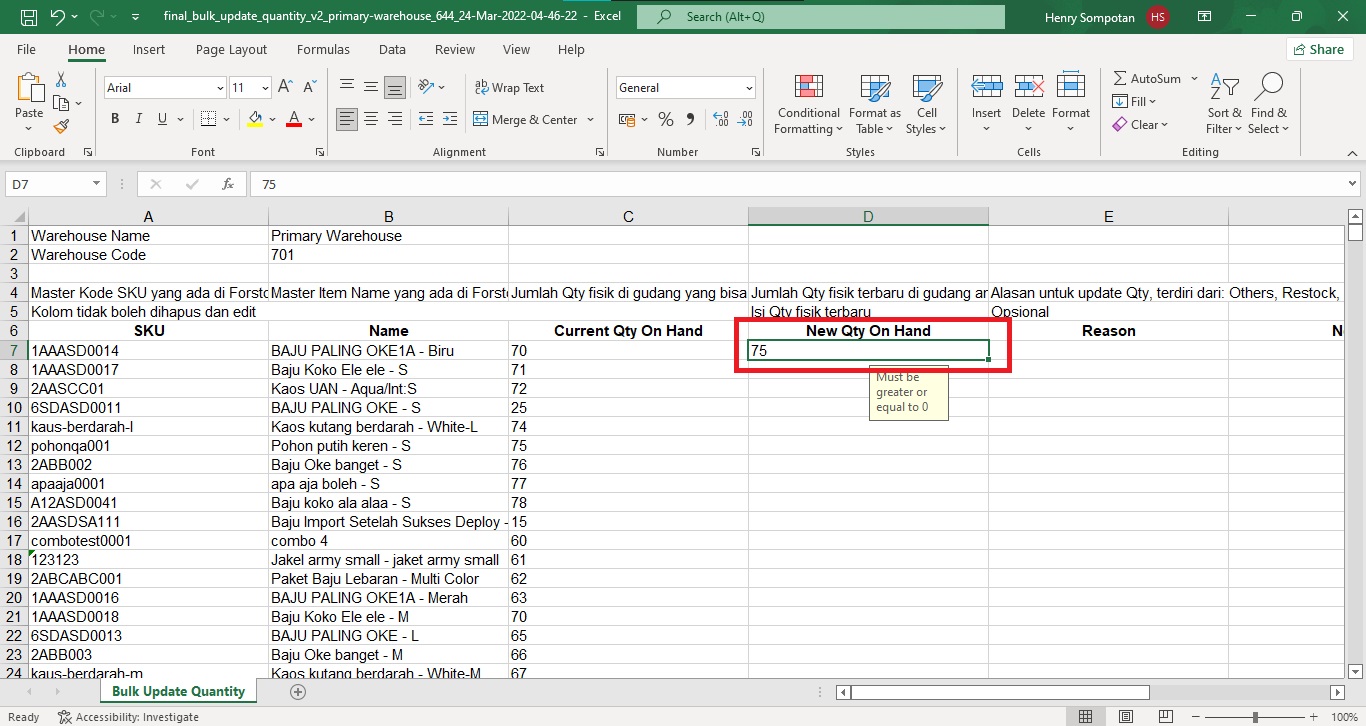 final_bulk_update_quantity_v2_primary-warehouse_644_24-Mar-2022-04-46-22 - Excel
Search (Alt+Q)
Henry Sompotan HS
File Home Insert Page Layout Formulas Data Review View Help Share
Paste
Arial 11
B I U
Wrap Text
Merge & Center
General
Conditional Formatting
Format as Table
Cell Styles
Insert Delete Format
AutoSum
Fill
Clear
Sort & Filter
Find & Select
Clipboard Font Alignment Number Styles Cells Editing
D7 fx 75
A B C D E
1 Warehouse Name Primary Warehouse
2 Warehouse Code 701
3
4 Master Kode SKU yang ada di Forsto Master Item Name yang ada di Forsto Jumlah Qty fisik di gudang yang bisa Jumlah Qty fisik terbaru di gudang ar Alasan untuk update Qty, terdiri dari: Others, Restock,
5 Kolom tidak boleh dihapus dan edit Isi Qty fisik terbaru Opsional
6 SKU Name Current Qty On Hand New Qty On Hand Reason N
7 1AAASD0014 BAJU PALING OKE1A - Biru 70 75
8 1AAASD0017 Baju Koko Ele ele - S 71
9 2AASCC01 Kaos UAN - Aqua/Int:S 72
10 6SDASD0011 BAJU PALING OKE - S 25
11 kaus-berdarah-l Kaos kutang berdarah - White-L 74
12 pohonqa001 Pohon putih keren - S 75
13 2ABB002 Baju Oke banget - S 76
14 apaaja0001 apa aja boleh - S 77
15 A12ASD0041 Baju koko ala alaa - S 78
16 2AASDSA111 Baju Import Setelah Sukses Deploy - 15
17 combotest0001 combo 4 60
18 123123 Jakel army small - jaket army small 61
19 2ABCABC001 Paket Baju Lebaran - Multi Color 62
20 1AAASD0016 BAJU PALING OKE1A - Merah 63
21 1AAASD0018 Baju Koko Ele ele - M 70
22 6SDASD0013 BAJU PALING OKE - L 65
23 2ABB003 Baju Oke banget - M 66
24 kaus-berdarah-m Kaos kutang berdarah - White-M 67
Must be
greater or
equal to 0
Bulk Update Quantity
Ready Accessibility: Investigate 100%